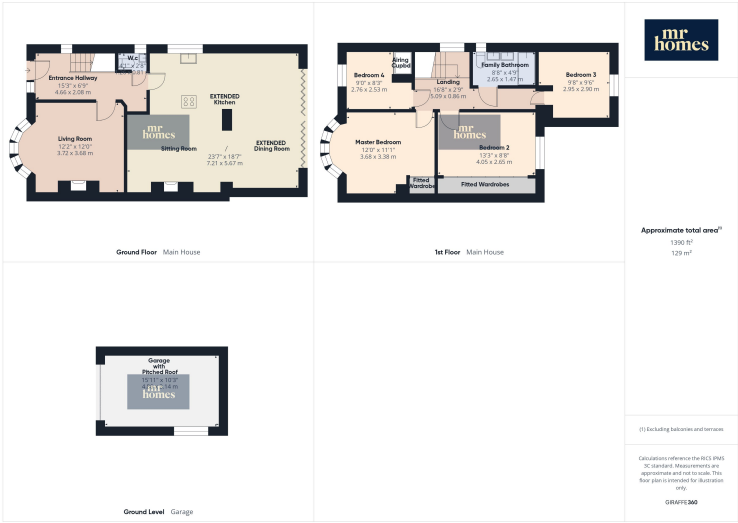 W.c
Entrance Hallway
15'3" x 6'9"
4.66 x 2.08 m
EXTENDED
Kitchen
mr
homes
Living Room
12'2" x 12'0"
3.72 x 3.68 m
Sitting Room
EXTENDED
Dining Room
23'7" x 18'7"
7.21 x 5.67 m
Ground Floor Main House
Airing
Cupbd
Bedroom 4
9'0" x 8'3"
2.76 x 2.53 m
Family Bathroom
8'8" x 4'9"
2.65 x 1.47 m
Landing
16'8" x 2'9"
5.09 x 0.86 m
Bedroom 3
9'8" x 9'6"
2.95 x 2.90 m
mr
homes
Master Bedroom
12'0" x 11'1"
3.68 x 3.38 m
Bedroom 2
13'3" x 8'8"
4.05 x 2.65 m
Fitted
Wardrobe
Fitted Wardrobes
1st Floor Main House
Garage
with
Pitched Roof
15'11" x 10'3"
mr
homes
Ground Level Garage
mr
homes
Approximate total area(1)
1390 ft²
129 m²
(1) Excluding balconies and terraces
Calculations reference the RICS IPMS
3C standard. Measurements are
approximate and not to scale. This
floor plan is intended for illustration
only.
GIRAFFE360